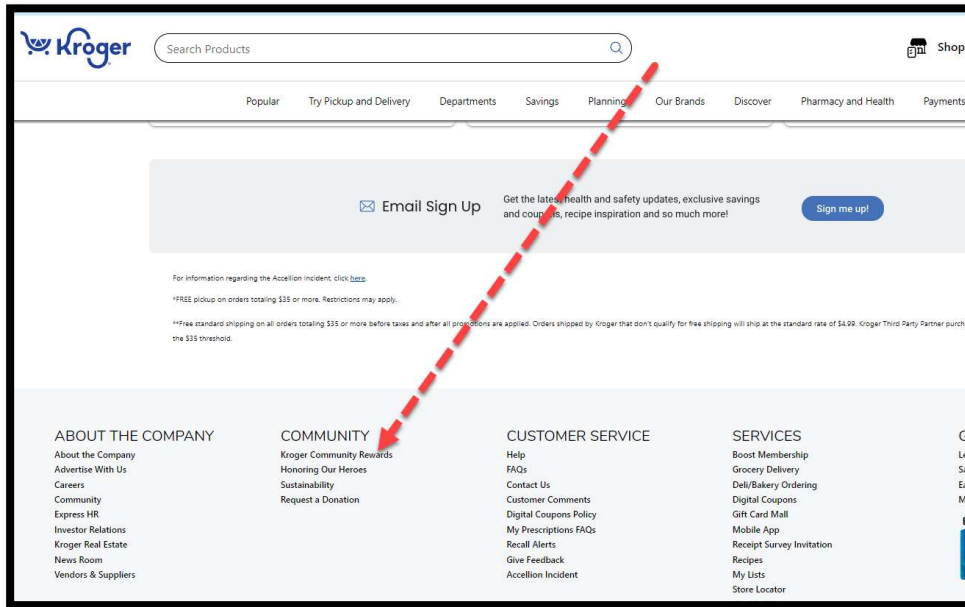 Kroger
Search Products
Shop
Popular Try Pickup and Delivery Departments Savings Planning Our Brands Discover Pharmacy and Health Payments
Email Sign Up
Get the latest health and safety updates, exclusive savings
and coupons, recipe inspiration and so much more!
Sign me up!
For information regarding the Accellion Incident, click here.
*FREE pickup on orders totaling $35 or more. Restrictions may apply.
**Free standard shipping on all orders totaling $35 or more before taxes and after all promotions are applied. Orders shipped by Kroger that don't qualify for free shipping will ship at the standard rate of $4.99. Kroger Third Party Partner purch
the $35 threshold.
ABOUT THE COMPANY
About the Company
Advertise With Us
Careers
Community
Express HR
Investor Relations
Kroger Real Estate
News Room
Vendors & Suppliers
COMMUNITY
Kroger Community Rewards
Honoring Our Heroes
Sustainability
Request a Donation
CUSTOMER SERVICE
Help
FAQs
Contact Us
Customer Comments
Digital Coupons Policy
My Prescriptions FAQs
Recall Alerts
Give Feedback
Accellion Incident
SERVICES
Boost Membership
Grocery Delivery
Deli/Bakery Ordering
Digital Coupons
Gift Card Mall
Mobile App
Receipt Survey Invitation
Recipes
My Lists
Store Locator